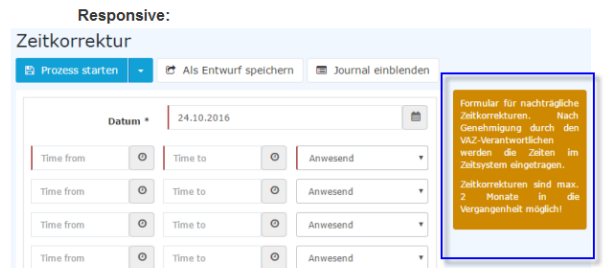 Responsive:
Zeitkorrektur
Prozess starten Als Entwurf speichern Journal einblenden
Datum * 24.10.2016
Time from Time to Anwesend
Time from Time to Anwesend
Time from Time to Anwesend
Time from Time to Anwesend
Formular für nachträgliche
Zeitkorrekturen. Nach
Genehmigung durch den
VAZ-Verantwortlichen
werden die Zeiten im
Zeitsystem eingetragen.
Zeitkorrekturen sind max.
2 Monate in die
Vergangenheit möglich!